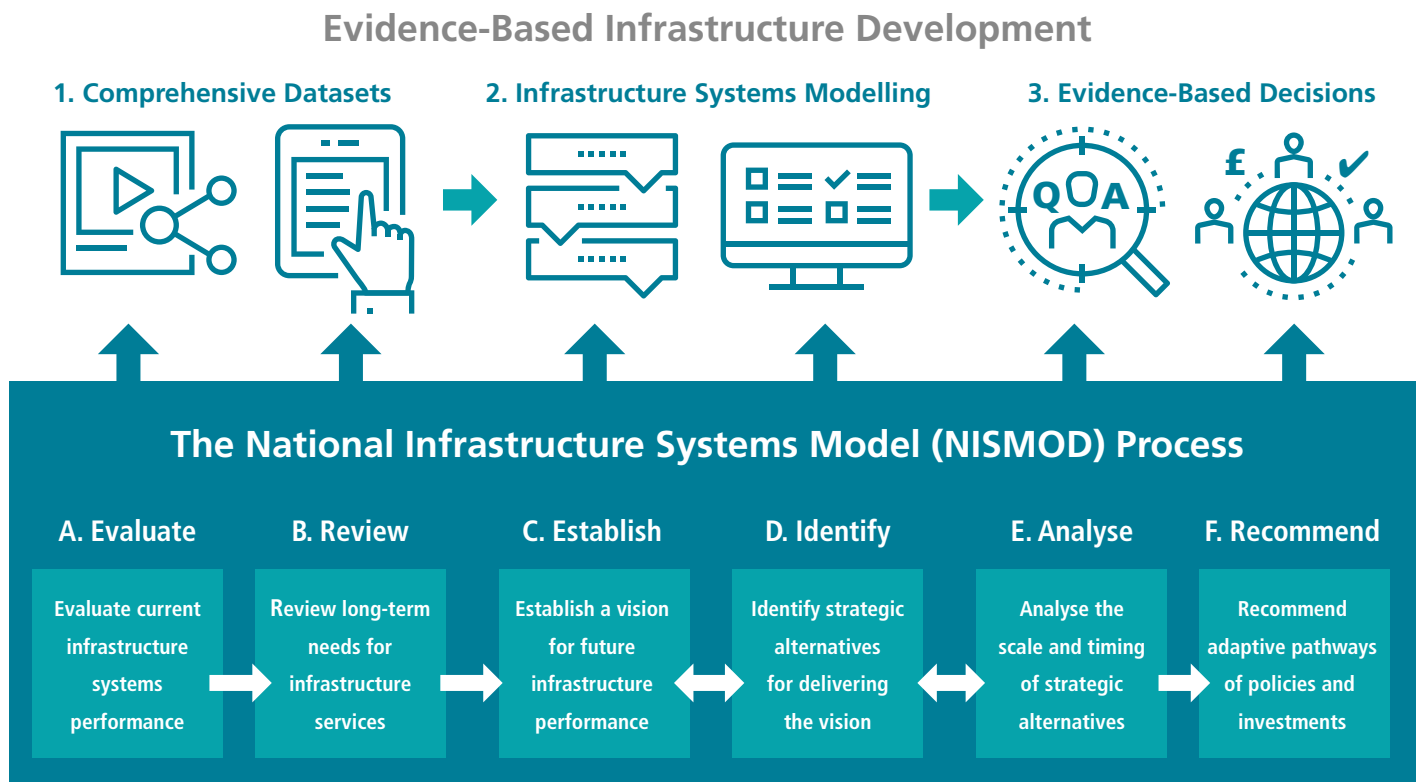 Evidence-Based Infrastructure Development
1. Comprehensive Datasets
2. Infrastructure Systems Modelling
3. Evidence-Based Decisions
Q A
£
The National Infrastructure Systems Model (NISMOD) Process
A. Evaluate
Evaluate current
infrastructure
systems
performance
B. Review
Review long-term
needs for
infrastructure
services
C. Establish
Establish a vision
for future
infrastructure
performance
D. Identify
Identify strategic
alternatives
for delivering
the vision
E. Analyse
Analyse the
scale and timing
of strategic
alternatives
F. Recommend
Recommend
adaptive pathways
of policies and
investments